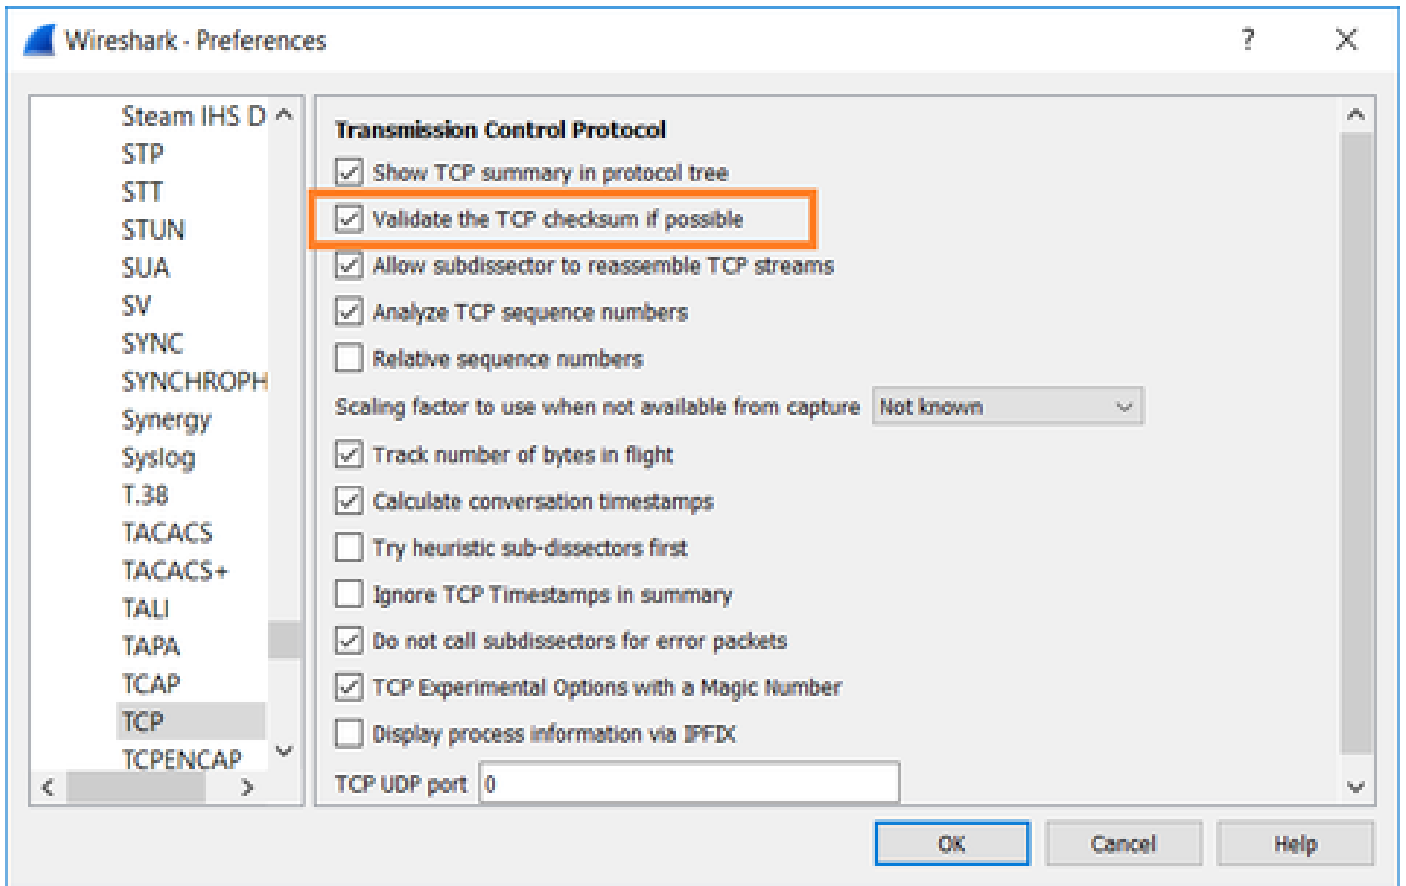 Wireshark - Preferences
?
Steam IHS D
STP
STT
STUN
SUA
SV
SYNC
SYNCHROPH
Synergy
Syslog
T.38
TACACS
TACACS+
TALI
TAPA
TCAP
TCP
TCPENCAP
Transmission Control Protocol
Show TCP summary in protocol tree
Validate the TCP checksum if possible
Allow subdissector to reassemble TCP streams
Analyze TCP sequence numbers
Relative sequence numbers
Scaling factor to use when not available from capture Not known
Track number of bytes in flight
Calculate conversation timestamps
Try heuristic sub-dissectors first
Ignore TCP Timestamps in summary
Do not call subdissectors for error packets
TCP Experimental Options with a Magic Number
Display process information via IPFIX
TCP UDP port 0
OK Cancel Help